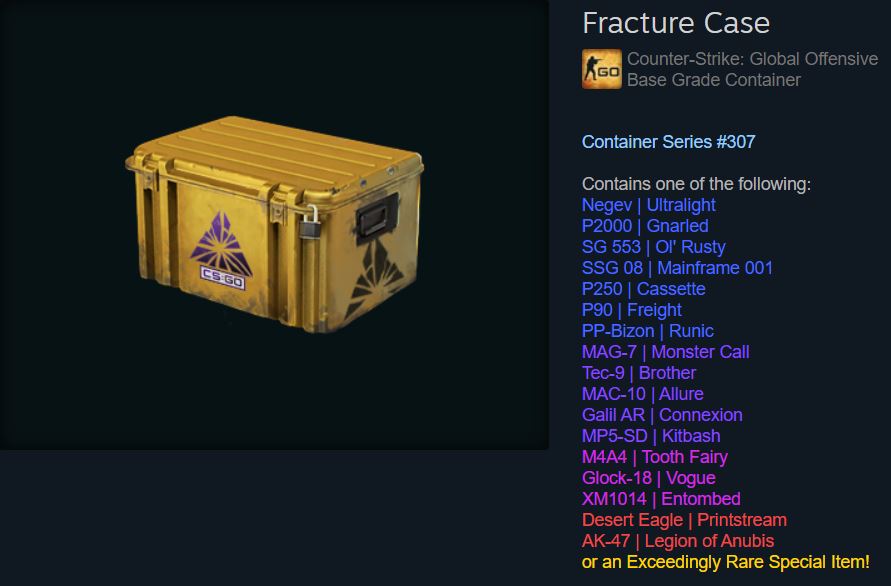 Fracture Case
GO
Counter-Strike: Global Offensive
Base Grade Container
Container Series #307
Contains one of the following:
Negev | Ultralight
P2000 | Gnarled
SG 553 | Ol' Rusty
SSG 08 | Mainframe 001
P250 | Cassette
P90 | Freight
PP-Bizon | Runic
MAG-7 | Monster Call
Tec-9 | Brother
MAC-10 | Allure
Galil AR | Connexion
MP5-SD | Kitbash
M4A4 | Tooth Fairy
Glock-18 | Vogue
XM1014 | Entombed
Desert Eagle | Printstream
AK-47 | Legion of Anubis
or an Exceedingly Rare Special Item!
CS:GO